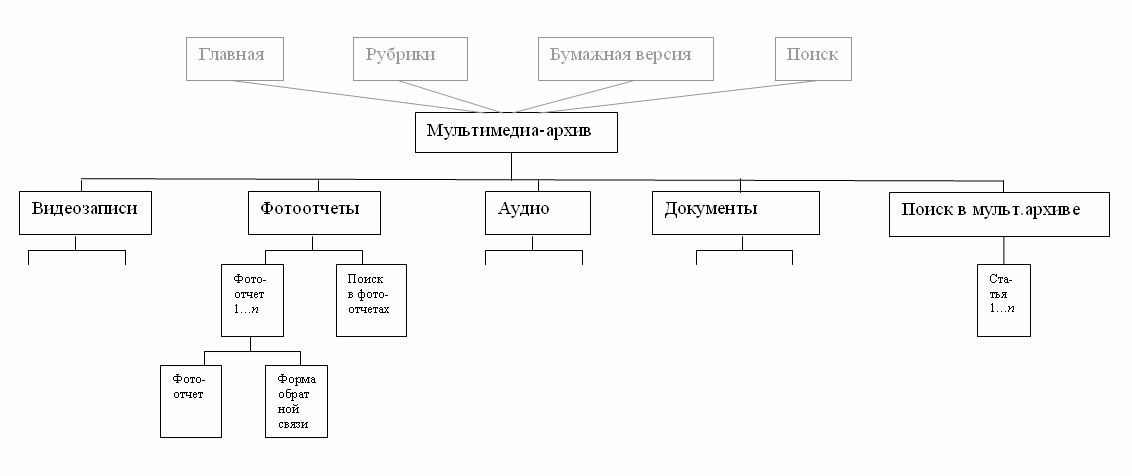 Главная
Рубрики
Бумажная версия
Поиск
Мультимедиа-архив
Видеозаписи
Фотоотчеты
Аудио
Документы
Поиск в мульт.архиве
Фото-
отчет
1…n
Поиск
в фото-
отчетах
Ста-
тья
1…n
Фото-
отчет
Форма
обрат
ной
связи